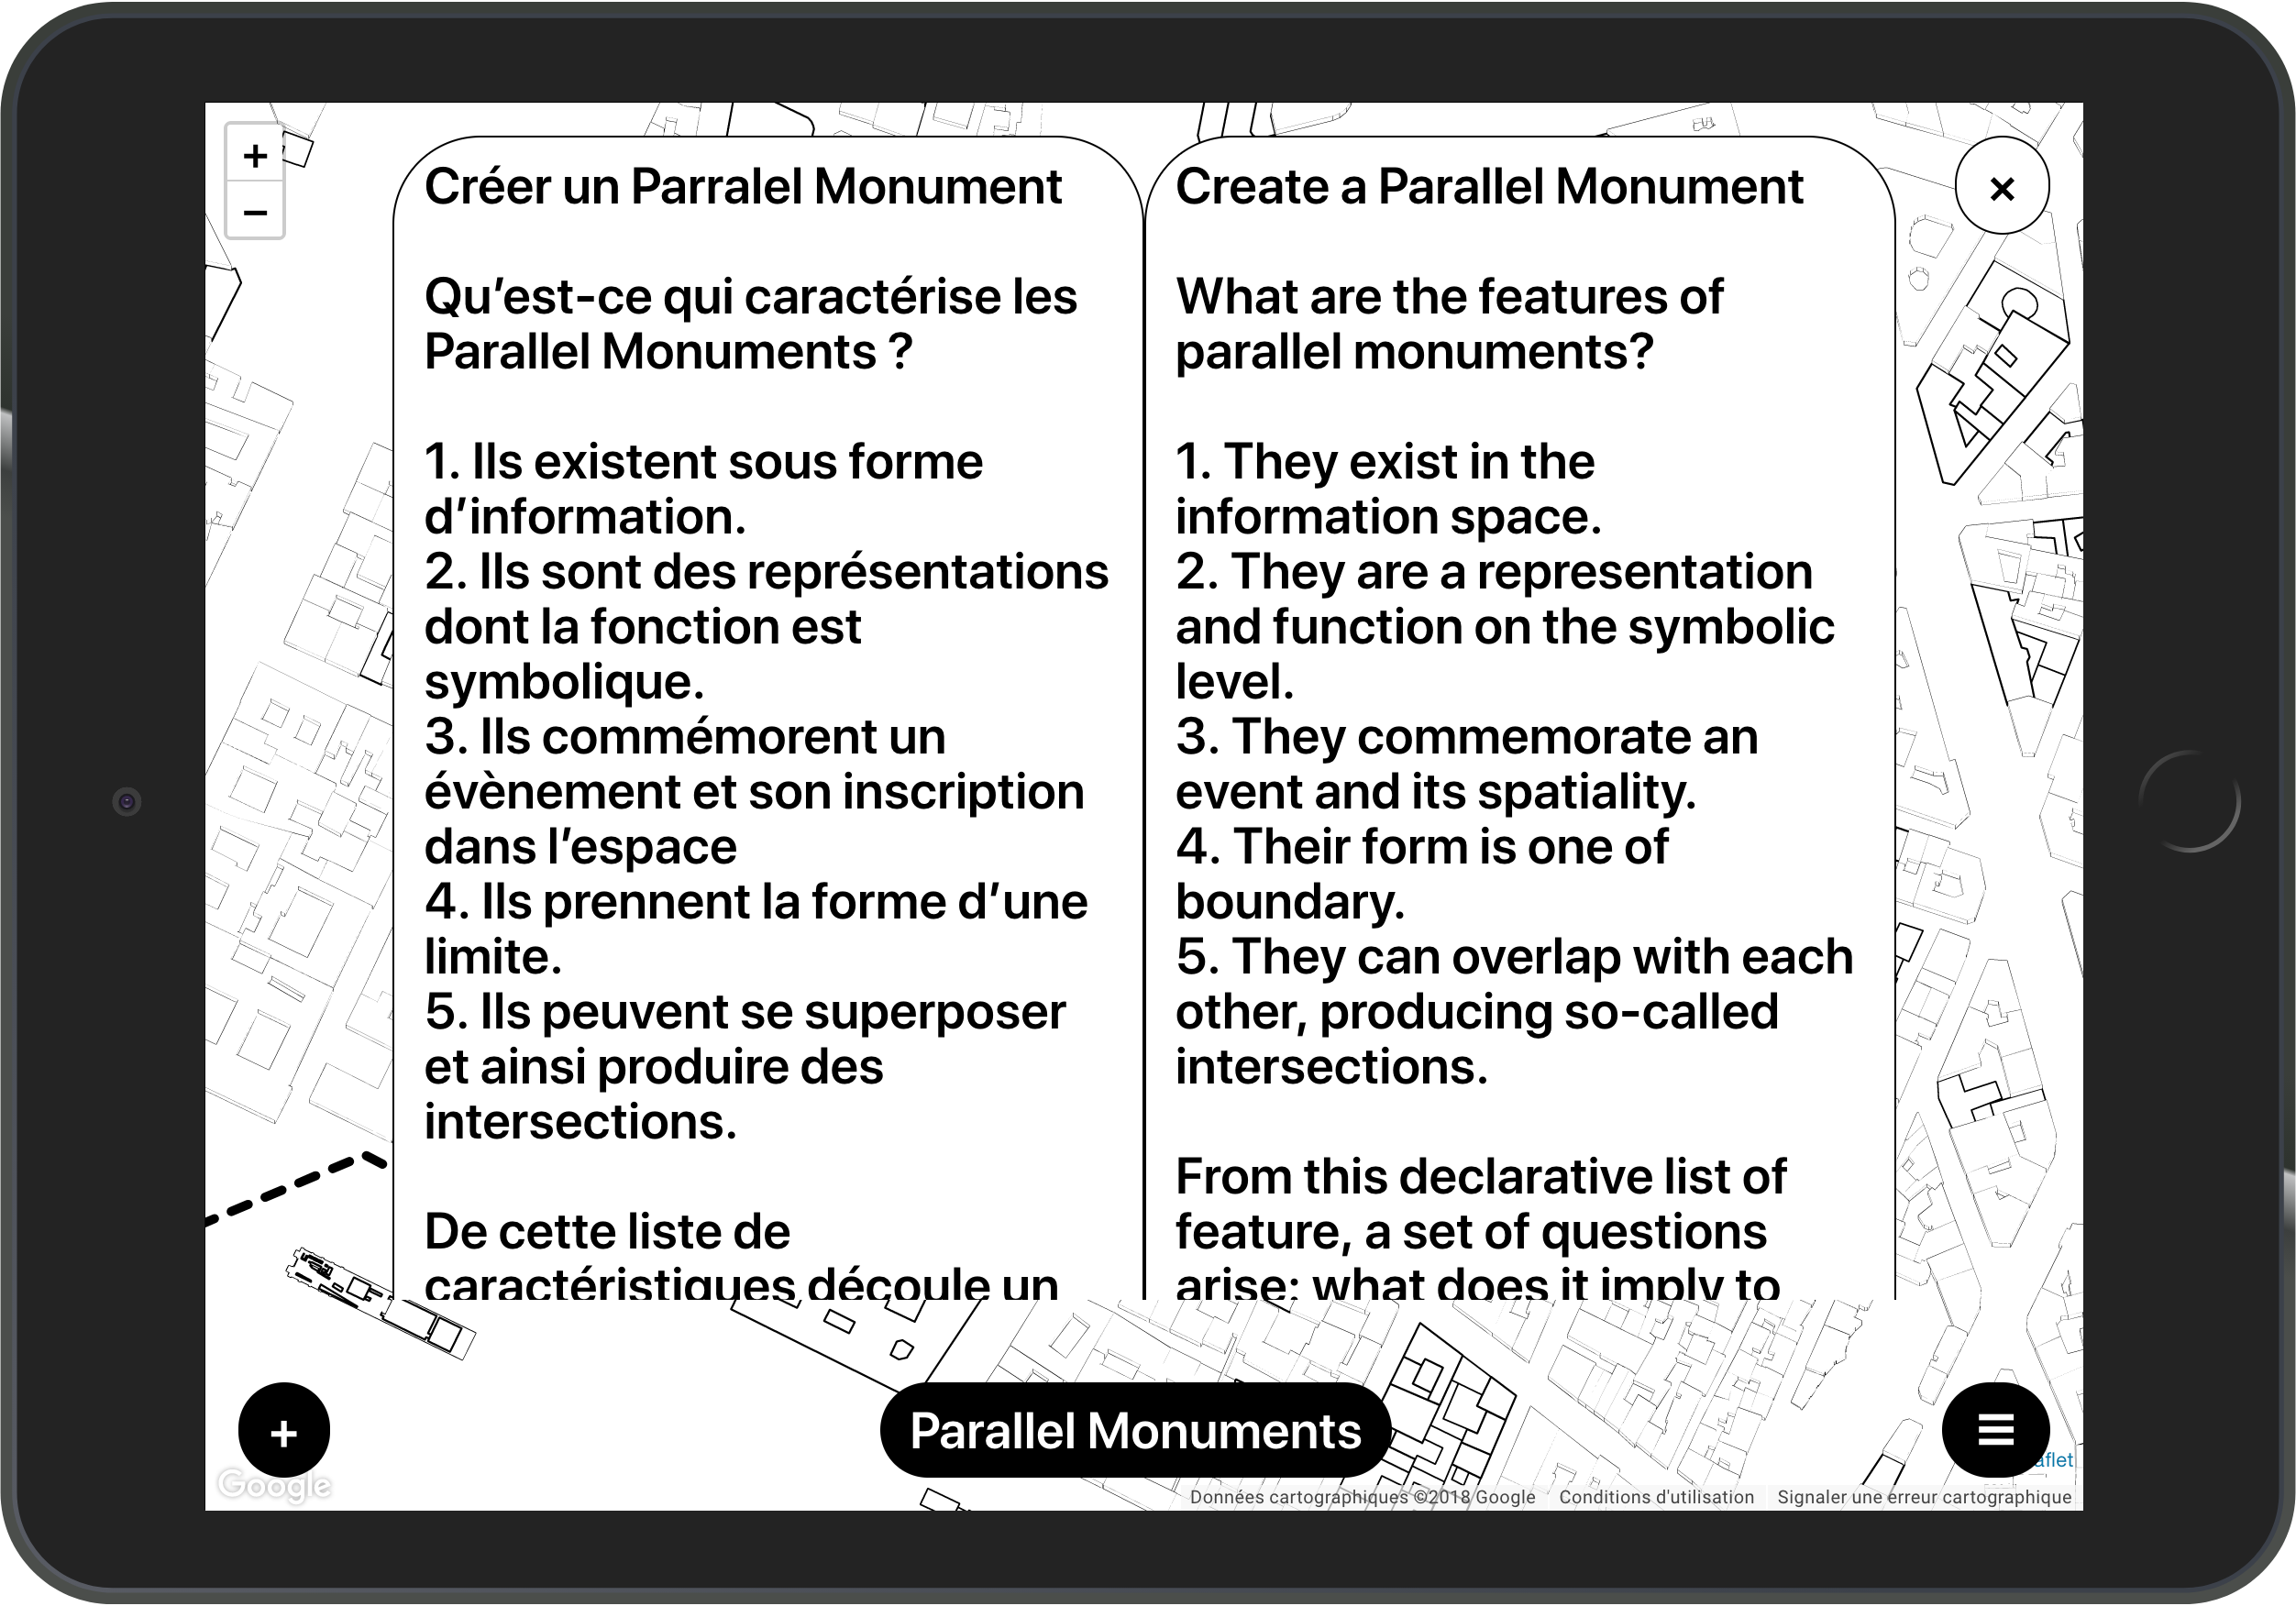 +
−
Créer un Parralel Monument
Qu’est-ce qui caractérise les
Parallel Monuments ?
1. Ils existent sous forme
d’information.
2. Ils sont des représentations
dont la fonction est
symbolique.
3. Ils commémorent un
évènement et son inscription
dans l’espace
4. Ils prennent la forme d’une
limite.
5. Ils peuvent se superposer
et ainsi produire des
intersections.
De cette liste de
caractéristiques découle un
Create a Parallel Monument
What are the features of
parallel monuments?
1. They exist in the
information space.
2. They are a representation
and function on the symbolic
level.
3. They commemorate an
event and its spatiality.
4. Their form is one of
boundary.
5. They can overlap with each
other, producing so-called
intersections.
From this declarative list of
feature, a set of questions
arise: what does it imply to
×
+
Parallel Monuments
Google
aflet
Données cartographiques ©2018 Google
Conditions d'utilisation
Signaler une erreur cartographique